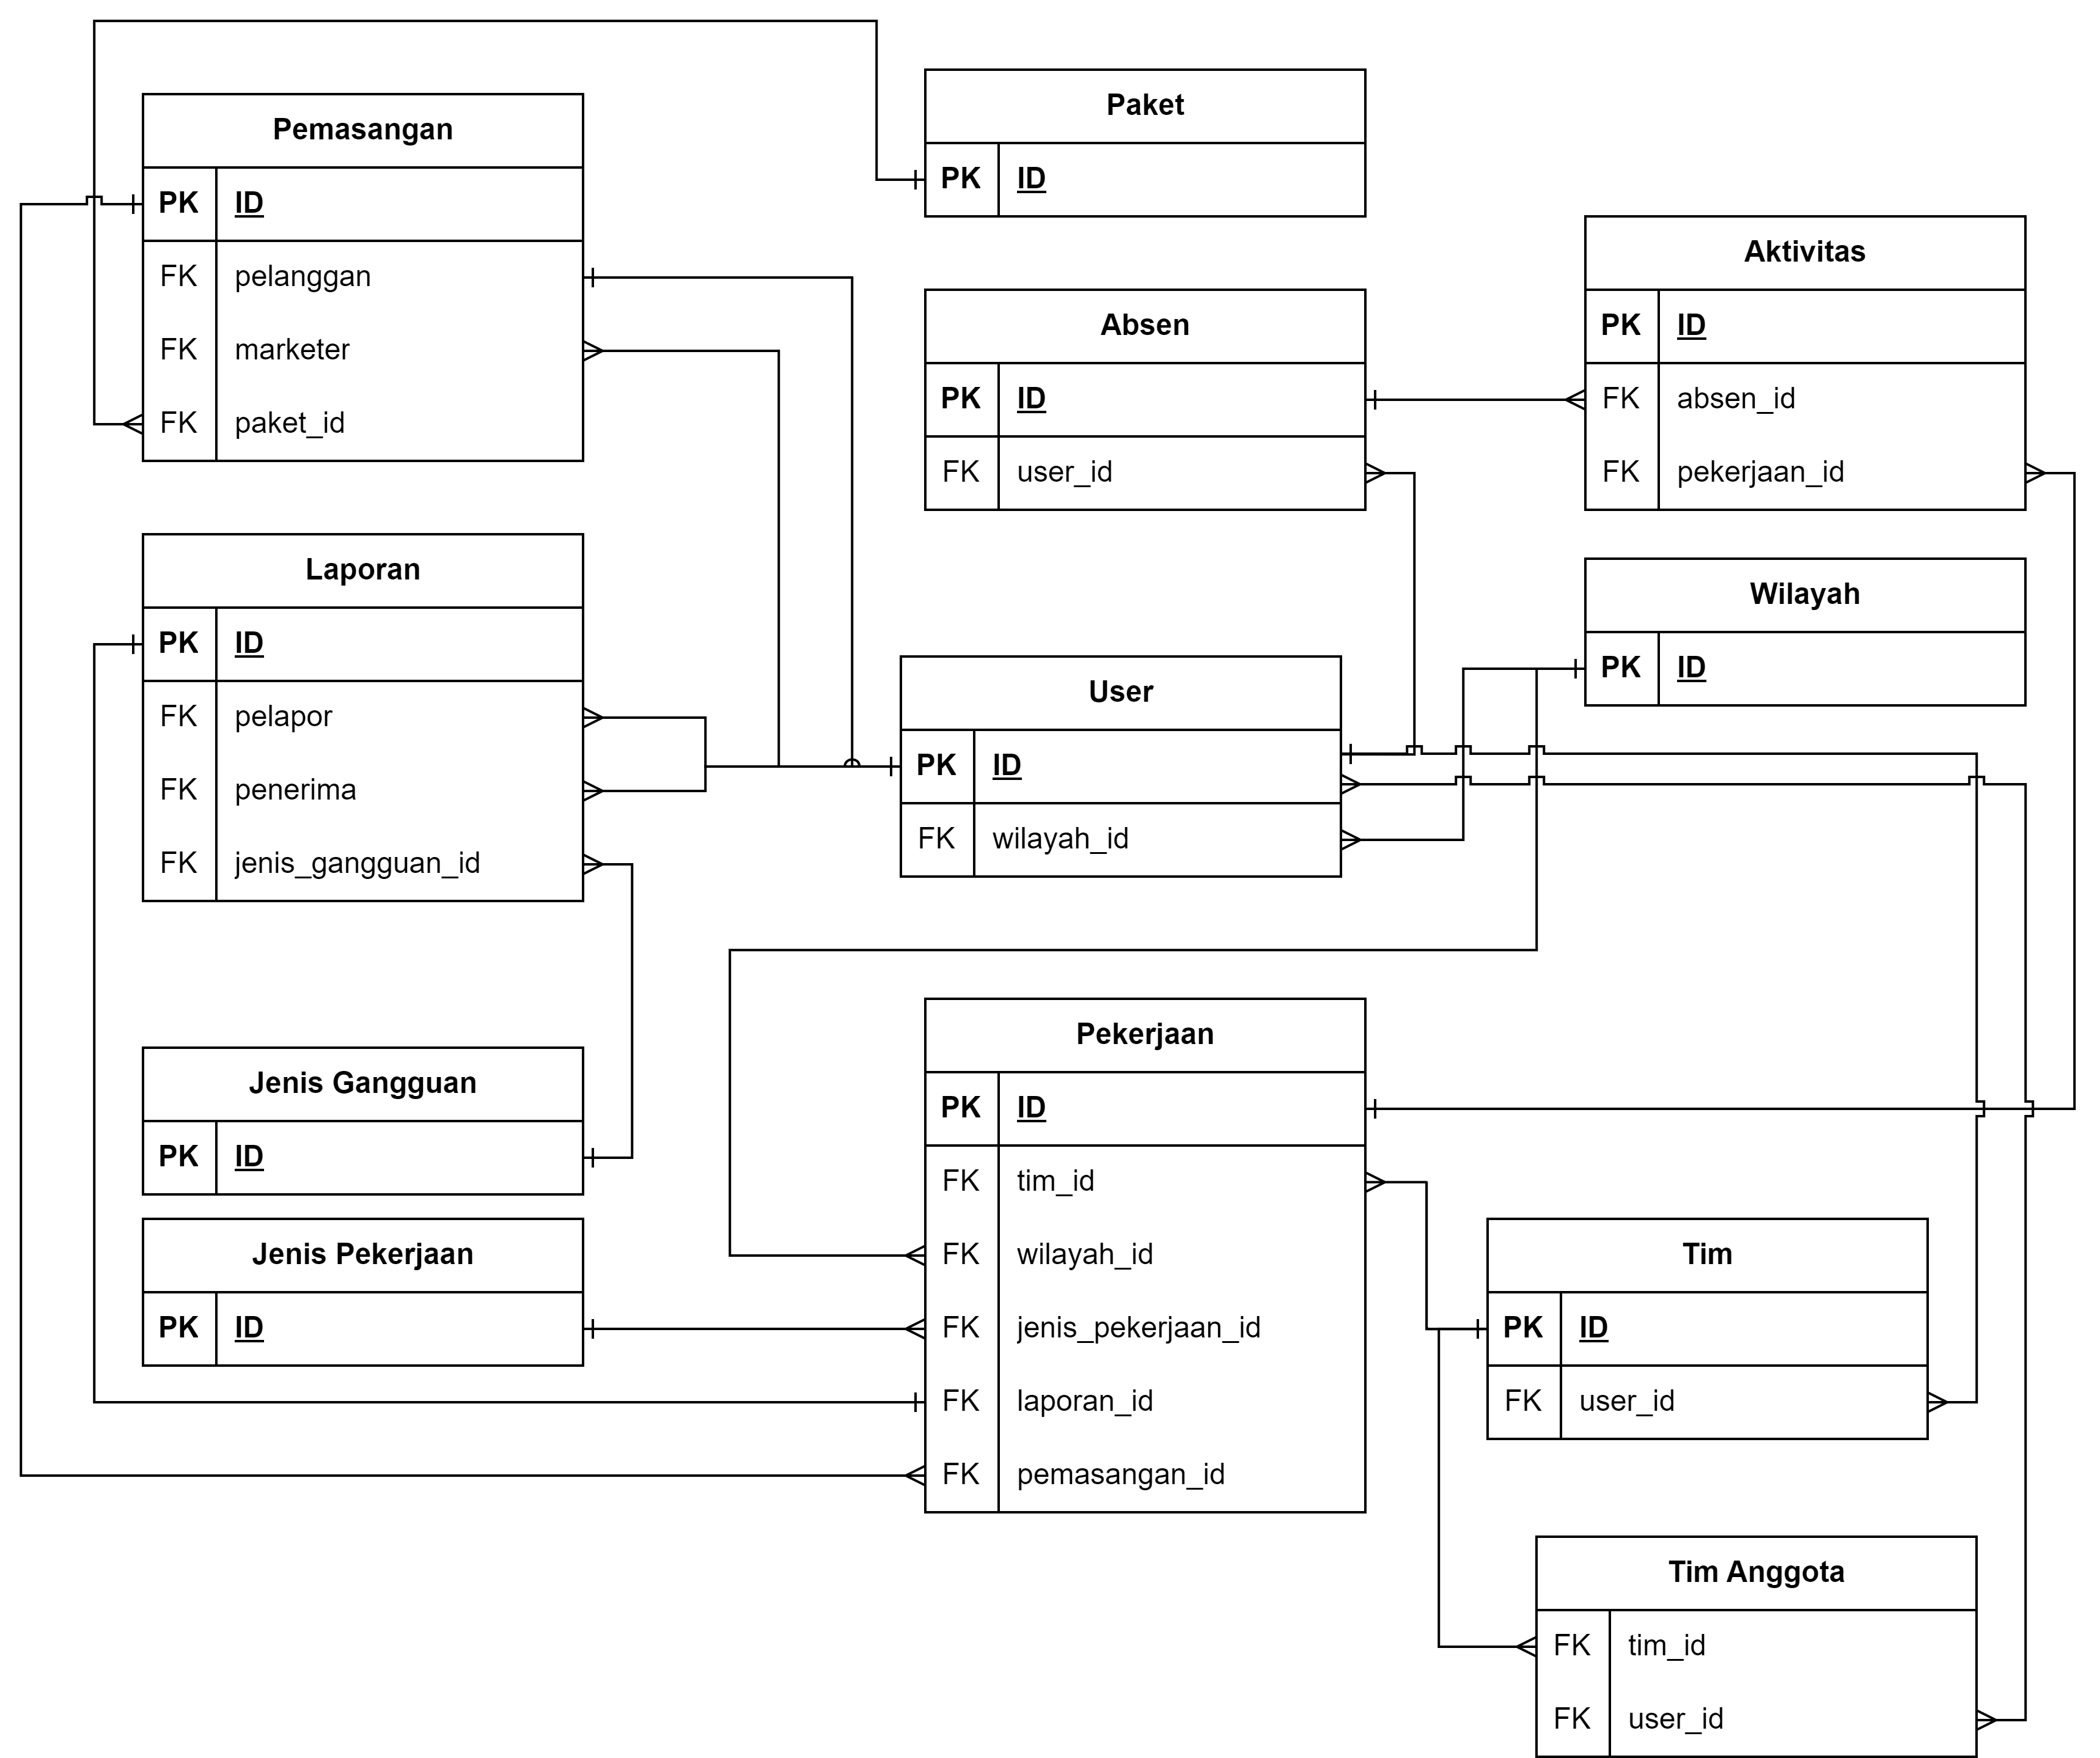 Pemasangan
PK ID
FK pelanggan
FK marketer
FK paket_id
Paket
PK ID
Absen
PK ID
FK user_id
Aktivitas
PK ID
FK absen_id
FK pekerjaan_id
Laporan
PK ID
FK pelapor
FK penerima
FK jenis_gangguan_id
User
PK ID
FK wilayah_id
Wilayah
PK ID
Jenis Gangguan
PK ID
Jenis Pekerjaan
PK ID
Pekerjaan
PK ID
FK tim_id
FK wilayah_id
FK jenis_pekerjaan_id
FK laporan_id
FK pemasangan_id
Tim
PK ID
FK user_id
Tim Anggota
FK tim_id
FK user_id